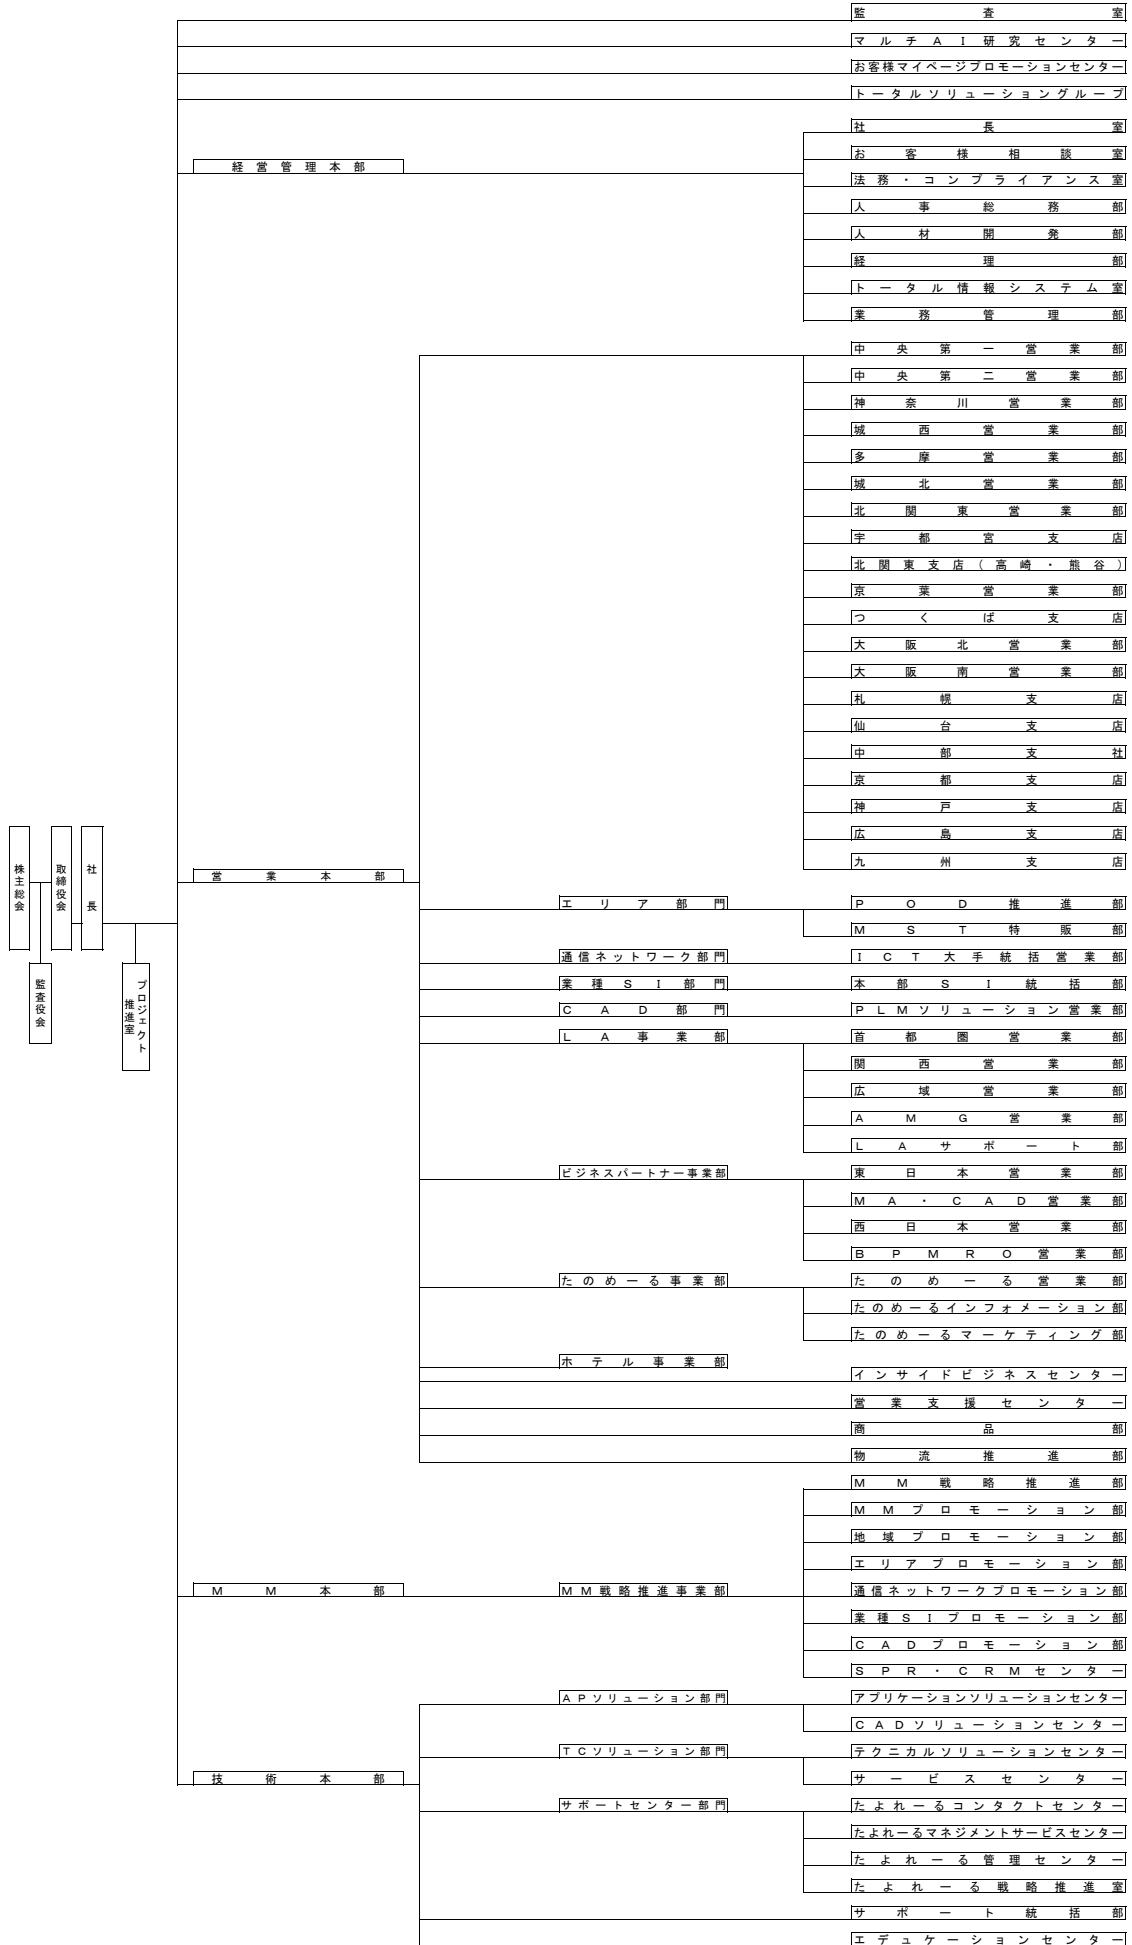 監査室
マルチAI研究センター
お客様マイページプロモーションセンター
トータルソリューショングループ
社長室
お客様相談室
経営管理本部
法務・コンプライアンス室
人事総務部
人材開発部
経理部
トータル情報システム室
業務管理部
中央第一営業部
中央第二営業部
神奈川営業部
城西営業部
多摩営業部
城北営業部
北関東営業部
宇都宮支店
北関東支店(高崎・熊谷)
京葉営業部
つくば支店
大阪北営業部
大阪南営業部
札幌支店
仙台支店
中部支社
京都支店
神戸支店
広島支店
九州支店
株主総会
取締役会
社長
監査役会
プロジェクト
推進室
営業本部
エリア部門
POD推進部
MST特販部
通信ネットワーク部門
ICT大手統括営業部
業種SI部門
本部SI統括部
CAD部門
PLMソリューション営業部
LA事業部
首都圏営業部
関西営業部
広域営業部
AMG営業部
LAサポート部
ビジネスパートナー事業部
東日本営業部
MA・CAD営業部
西日本営業部
BPMRO営業部
たのめーる事業部
たのめーる営業部
たのめーるインフォメーション部
たのめーるマーケティング部
ホテル事業部
インサイドビジネスセンター
営業支援センター
商品部
物流推進部
MM戦略推進部
MMプロモーション部
地域プロモーション部
エリアプロモーション部
MM本部
MM戦略推進事業部
通信ネットワークプロモーション部
業種SIプロモーション部
CADプロモーション部
SPR・CRMセンター
APソリューション部門
アプリケーションソリューションセンター
CADソリューションセンター
TCソリューション部門
テクニカルソリューションセンター
技術本部
サービスセンター
サポートセンター部門
たよれーるコンタクトセンター
たよれーるマネジメントサービスセンター
たよれーる管理センター
たよれーる戦略推進室
サポート統括部
エデュケーションセンター